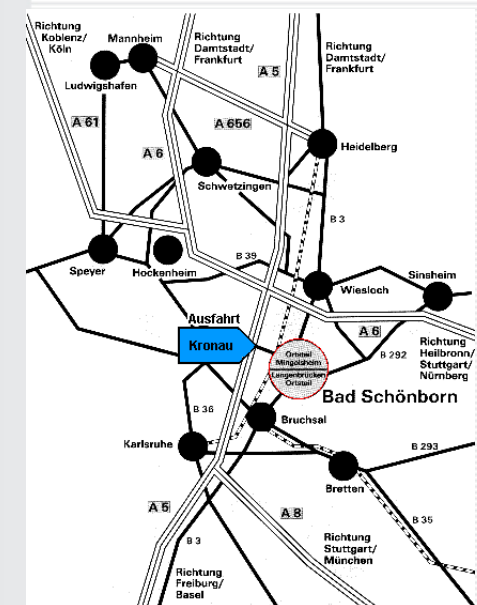 Richtung
Koblenz/
Köln
Mannheim
Richtung
Damtstadt/
Frankfurt
Richtung
Damtstadt/
Frankfurt
A 5
Ludwigshafen
A 61
A 656
A 6
Heidelberg
Schwetzingen
B 3
B 39
Speyer
Hockenheim
Wiesloch
Sinsheim
Ausfahrt
Kronau
A 6
B 292
Richtung
Heilbronn/
Stuttgart/
Nürnberg
Ortsteil
Mingolsheim
Langenbrücken
Ortsteil
Bad Schönborn
B 36
Bruchsal
Karlsruhe
B 293
Bretten
A 5
A 8
B 35
B 3
Richtung
Stuttgart/
München
Richtung
Freiburg/
Basel